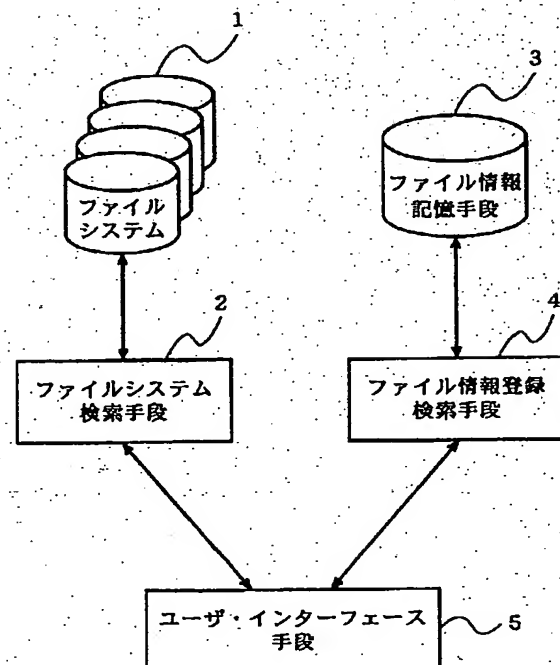 1
3
ファイル
システム
ファイル情報
記憶手段
2
4
ファイルシステム
検索手段
ファイル情報登録
検索手段
ユーザ・インターフェース
手段
5